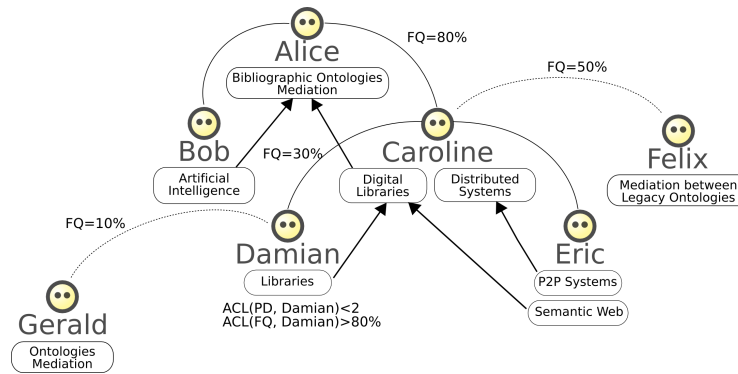 FQ=80%
Alice
Bibliographic Ontologies
Mediation
FQ=50%
Bob
FQ=30%
Caroline
Felix
Artificial
Intelligence
Digital
Libraries
Distributed
Systems
Mediation between
Legacy Ontologies
FQ=10%
Damian
Eric
Libraries
P2P Systems
ACL(PD, Damian)<2
ACL(FQ, Damian)>80%
Semantic Web
Gerald
Ontologies
Mediation